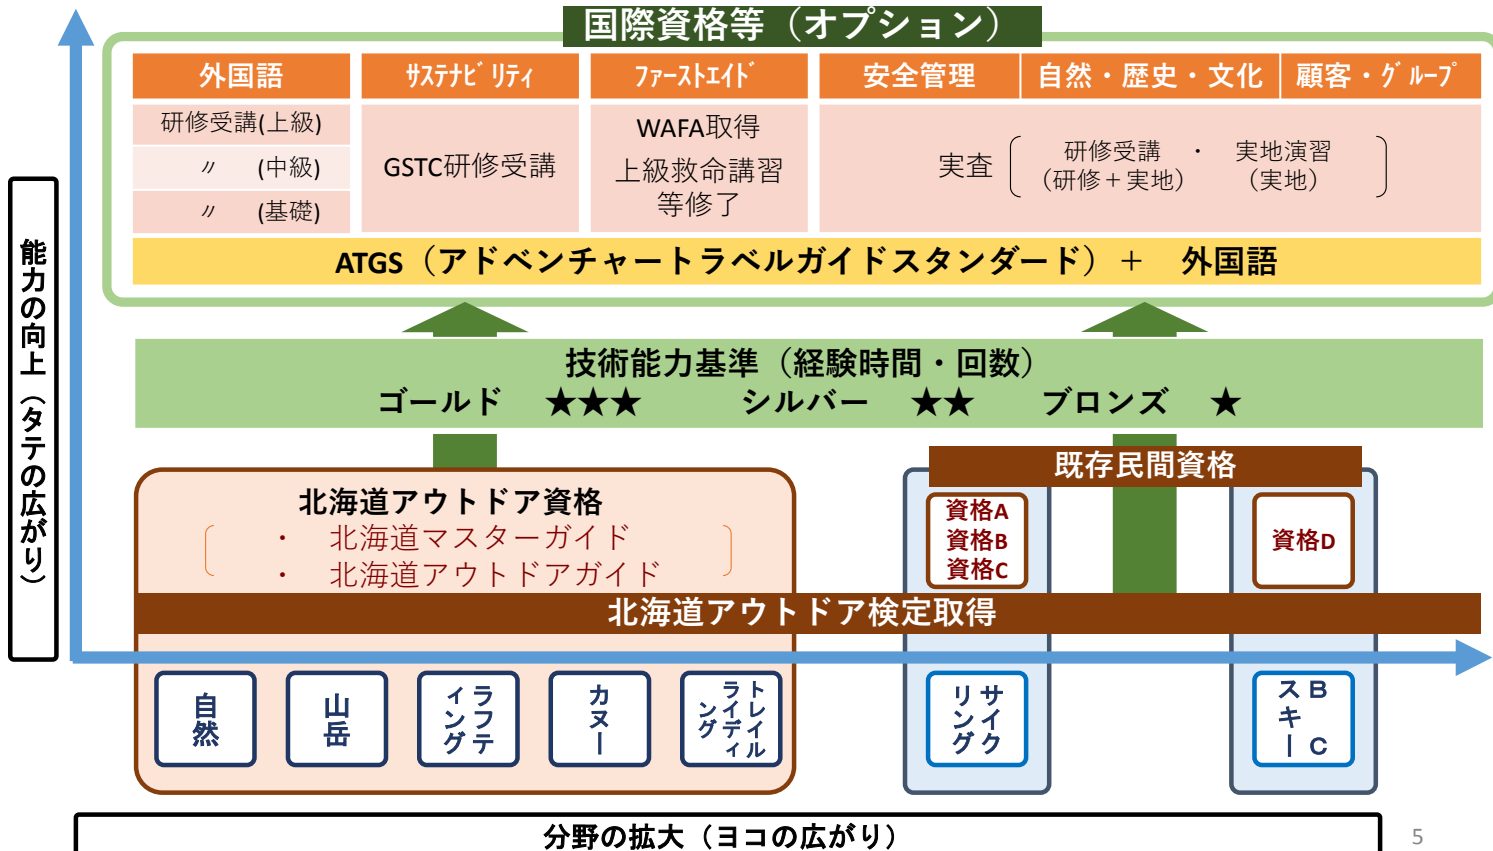 国際資格等（オプション）
外国語
ｻｽﾃﾅﾋﾞﾘﾃｨ
ﾌｧｰｽﾄｴｲﾄﾞ
安全管理
自然・歴史・文化
顧客・ｸﾞﾙｰﾌﾟ
研修受講(上級)
〃 (中級)
〃 (基礎)
GSTC研修受講
WAFA取得
上級救命講習
等修了
実査
研修受講 ・ 実地演習
（研修＋実地） （実地）
ATGS（アドベンチャートラベルガイドスタンダード）＋ 外国語
能力の向上（タテの広がり）
技術能力基準（経験時間・回数）
ゴールド ★★★ シルバー ★★ ブロンズ ★
既存民間資格
北海道アウトドア資格
・ 北海道マスターガイド
・ 北海道アウトドアガイド
資格A
資格B
資格C
資格D
北海道アウトドア検定取得
自然
山岳
ラフティング
カヌー
トレイルライディング
サイクリング
BCスキー
分野の拡大（ヨコの広がり）
5